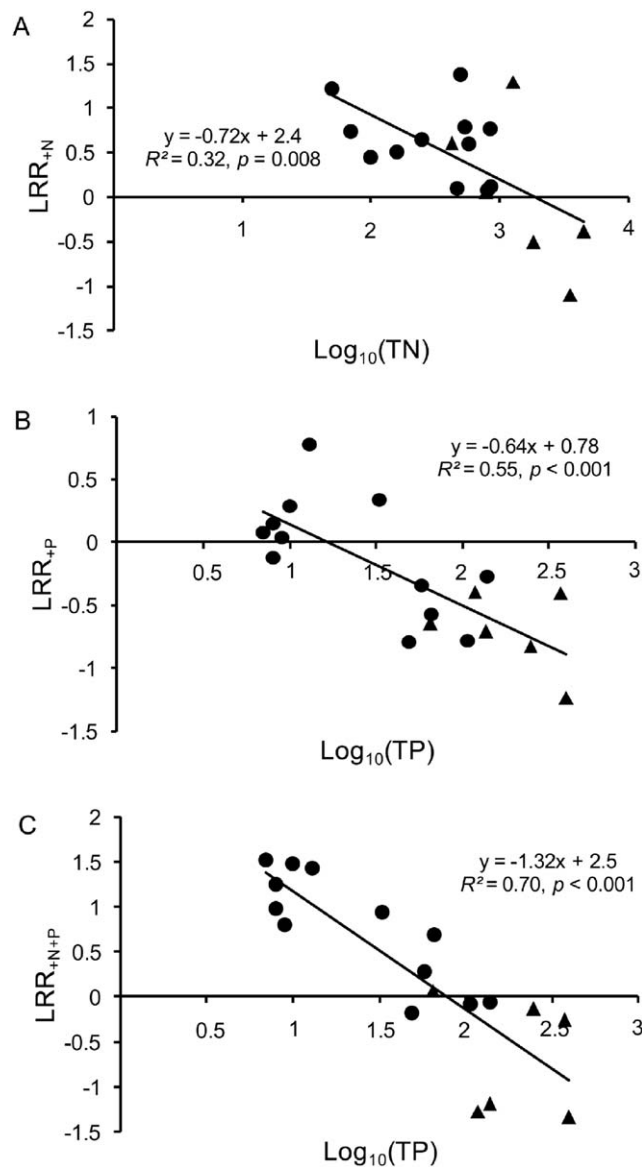 A
2
1.5
1
0.5
0
-0.5
-1
-1.5
1
2
3
4
y = -0.72x + 2.4
R² = 0.32, p = 0.008
LRR+N
Log10(TN)
B
1
0.5
0
-0.5
-1
-1.5
0.5
1
1.5
2
2.5
3
y = -0.64x + 0.78
R² = 0.55, p < 0.001
LRR+P
Log10(TP)
C
2
1.5
1
0.5
0
-0.5
-1
-1.5
0.5
1
1.5
2
2.5
3
y = -1.32x + 2.5
R² = 0.70, p < 0.001
LRR+N+P
Log10(TP)